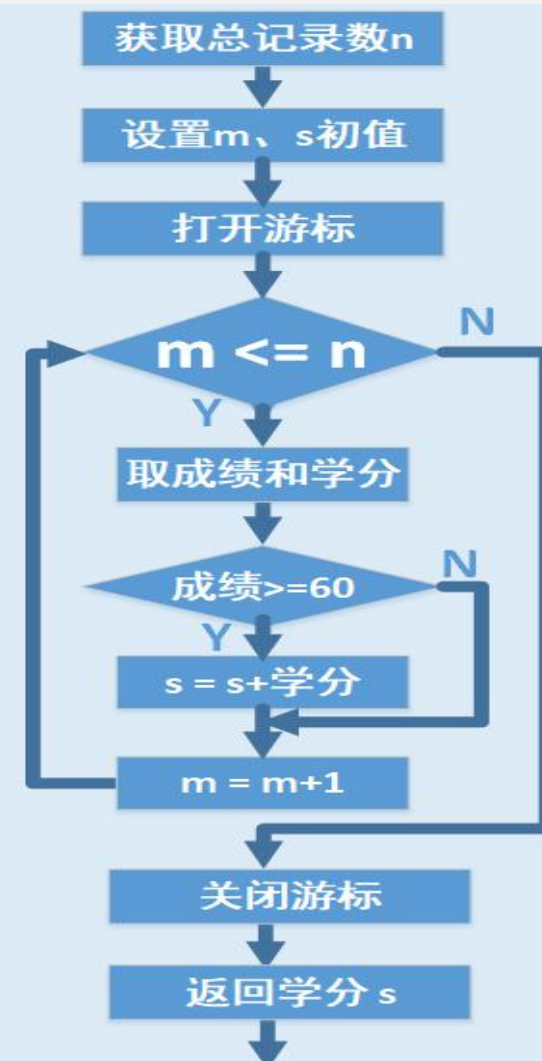 获取总记录数n
设置m、s初值
打开游标
m <= n
N
Y
取成绩和学分
成绩>=60
N
Y
s = s+学分
m = m+1
关闭游标
返回学分 s